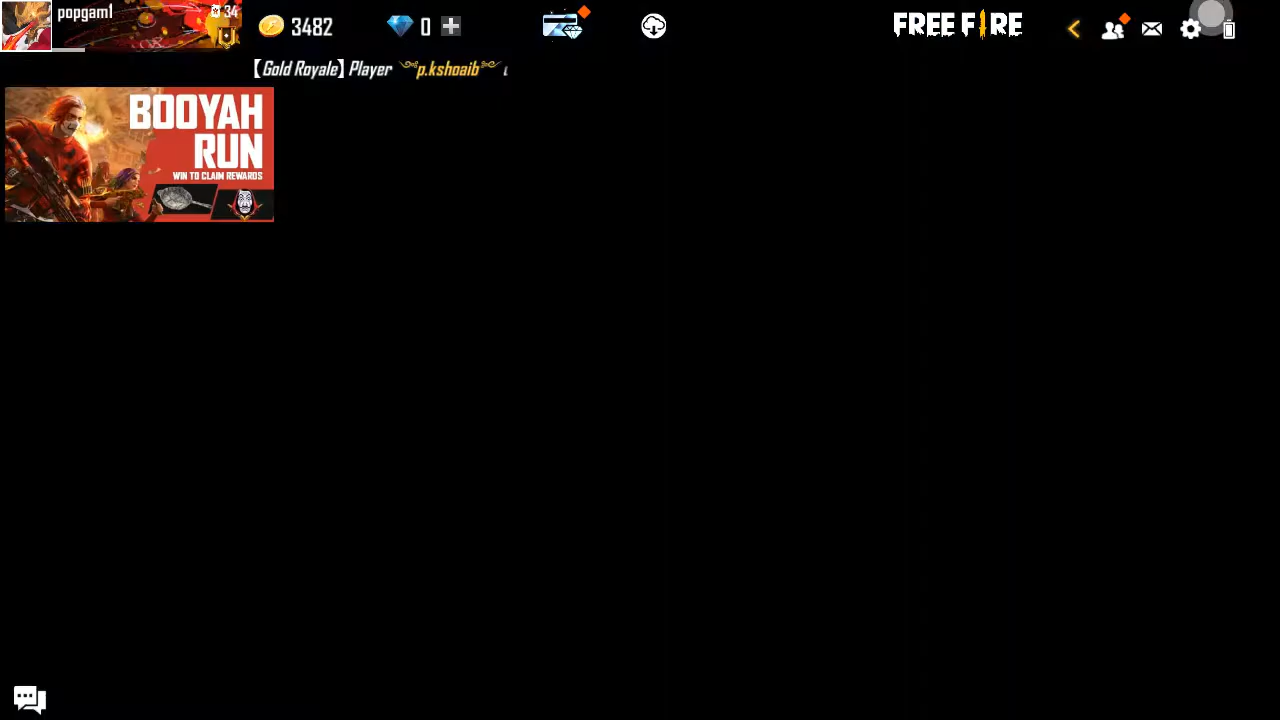 popgam1
34
3482
0
FREE FIRE
【Gold Royale】 Player p.kshoaib
BOOYAH
RUN
WIN TO CLAIM REWARDS